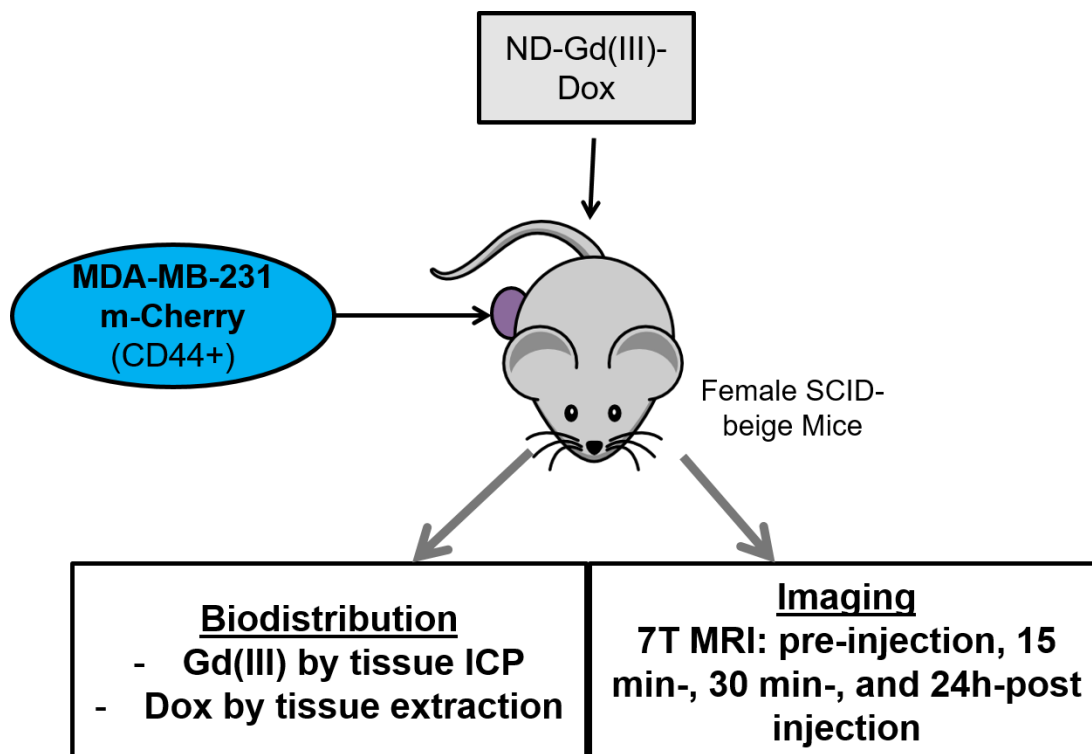 ND-Gd(III)-
Dox
MDA-MB-231
m-Cherry
(CD44+)
Female SCID-
beige Mice
Biodistribution
- Gd(III) by tissue ICP
- Dox by tissue extraction
Imaging
7T MRI: pre-injection, 15
min-, 30 min-, and 24h-post
injection